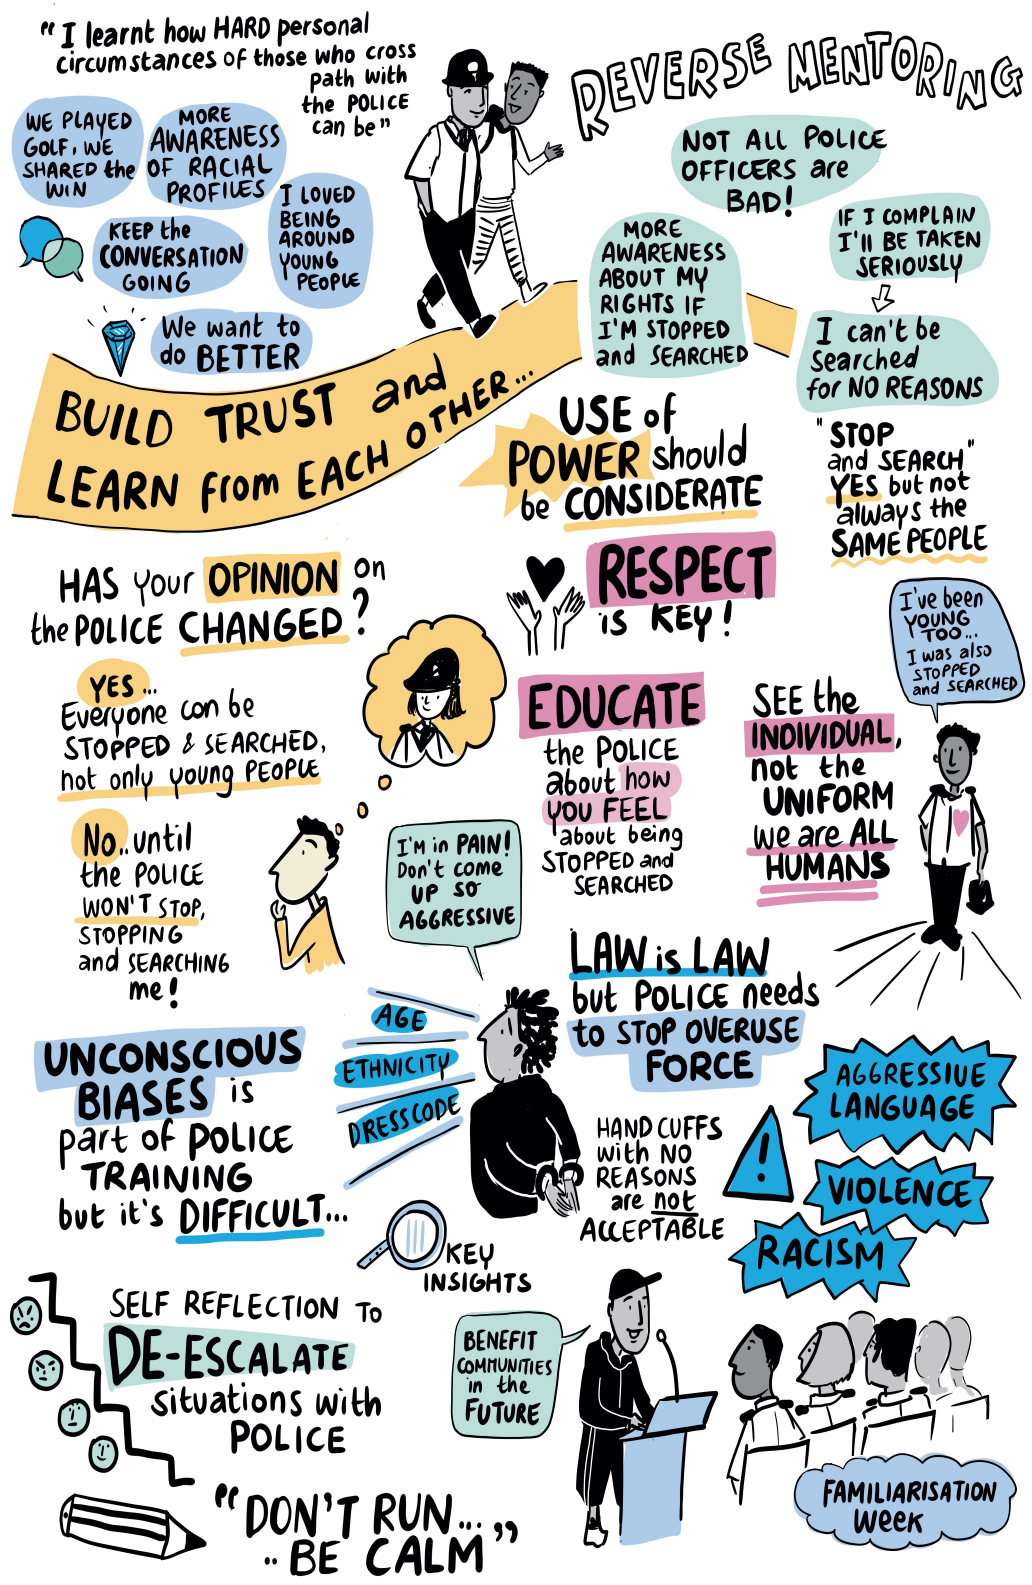 "I learnt how HARD personal
circumstances of those who cross
path with
the POLICE
can be"
REVERSE MENTORING
WE PLAYED
GOLF, WE
SHARED the
WIN
MORE
AWARENESS
OF RACIAL
PROFILES
I LOVED
BEING
AROUND
YOUNG
PEOPLE
KEEP the
CONVERSATION
GOING
We want to
do BETTER
NOT ALL POLICE
OFFICERS are
BAD!
MORE
AWARENESS
ABOUT MY
RIGHTS IF
I'M STOPPED
and SEARCHED
IF I COMPLAIN
I'll BE TAKEN
SERIOUSLY
I can't be
Searched
for NO REASONS
BUILD TRUST and
LEARN from EACH OTHER...
USE of
POWER should
be CONSIDERATE
"STOP
and SEARCH"
YES but not
always the
SAME PEOPLE
HAS your OPINION on
the POLICE CHANGED?
RESPECT
is KEY!
YES...
Everyone can be
STOPPED & SEARCHED,
not only young PEOPLE
No.. until
the POLICE
WON'T STOP,
STOPPING
and SEARCHING
me!
EDUCATE
the POLICE
about how
YOU FEEL
about being
STOPPED and
SEARCHED
I've been
YOUNG
TOO...
I was also
STOPPED
and SEARCHED
SEE the
INDIVIDUAL,
not the
UNIFORM
we are ALL
HUMANS
I'M in PAIN!
Don't come
UP SO
AGGRESSIVE
LAW is LAW
but POLICE needs
to STOP OVERUSE
FORCE
UNCONSCIOUS
BIASES is
part of POLICE
TRAINING
but it's DIFFICULT...
AGE
ETHNICITY
DRESSCODE
HAND CUFFS
with NO
REASONS
are not
ACCEPTABLE
AGGRESSIVE
LANGUAGE
!
VIOLENCE
RACISM
KEY
INSIGHTS
SELF REFLECTION TO
DE-ESCALATE
situations with
POLICE
BENEFIT
COMMUNITIES
in the
FUTURE
FAMILIARISATION
Week
"DON'T RUN...
.. BE CALM"